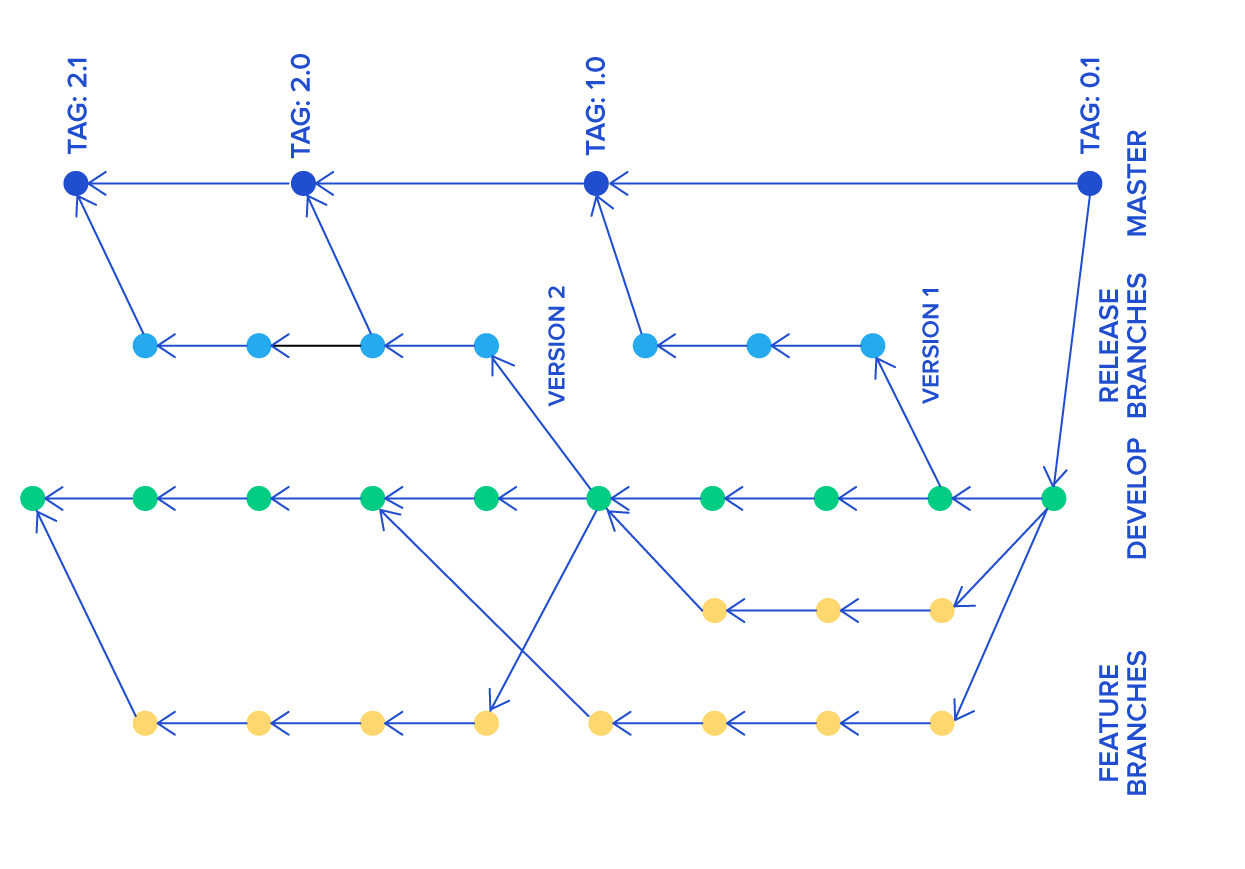 TAG: 2.1
TAG: 2.0
TAG: 1.0
TAG: 0.1
MASTER
VERSION 2
VERSION 1
RELEASE
BRANCHES
DEVELOP
FEATURE
BRANCHES